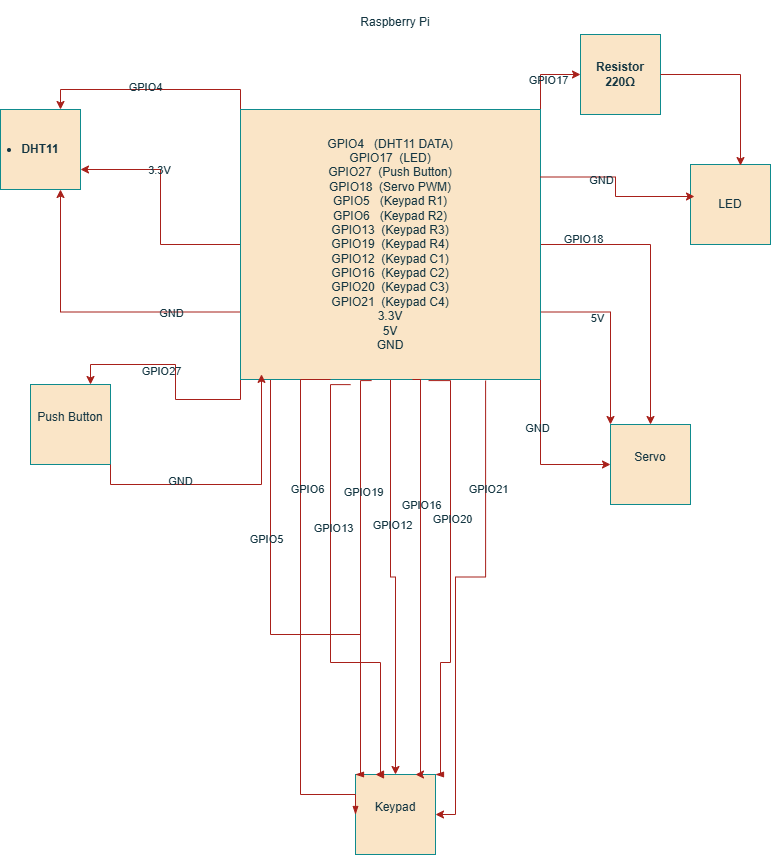 Raspberry Pi
Resistor
220Ω
GPIO17
GPIO4
GPIO4   (DHT11 DATA)
GPIO17  (LED)
GPIO27  (Push Button)
GPIO18  (Servo PWM)
GPIO5   (Keypad R1)
GPIO6   (Keypad R2)
GPIO13  (Keypad R3)
GPIO19  (Keypad R4)
GPIO12  (Keypad C1)
GPIO16  (Keypad C2)
GPIO20  (Keypad C3)
GPIO21  (Keypad C4)
3.3V
5V
GND
• DHT11
3.3V
GND
LED
GPIO18
GND
5V
GPIO27
Push Button
GND
GND
Servo
GPIO6
GPIO19
GPIO21
GPIO16
GPIO20
GPIO13
GPIO12
GPIO5
Keypad